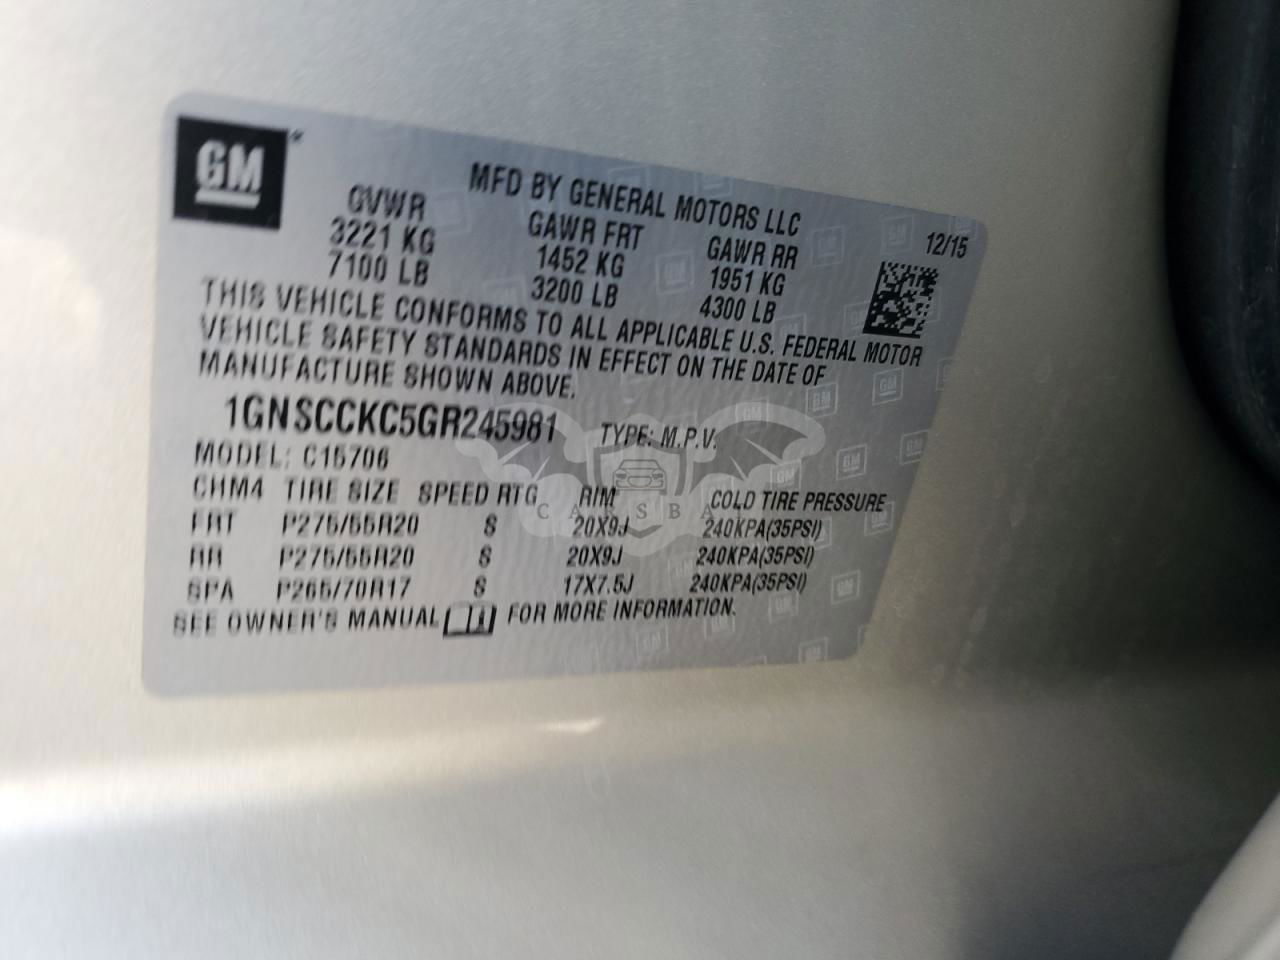 GM
MFD BY GENERAL MOTORS LLC
12/15
GVWR GAWR FRT GAWR RR
3221 KG 1452 KG 1951 KG
7100 LB 3200 LB 4300 LB
THIS VEHICLE CONFORMS TO ALL APPLICABLE U.S. FEDERAL MOTOR
VEHICLE SAFETY STANDARDS IN EFFECT ON THE DATE OF
MANUFACTURE SHOWN ABOVE.
1GNSCCKC5GR245981 TYPE: M.P.V.
MODEL: C15706
CHM4 TIRE SIZE SPEED RTG RIM COLD TIRE PRESSURE
FRT P275/55R20 S 20X9J 240KPA(35PSI)
RR P275/55R20 S 20X9J 240KPA(35PSI)
SPA P265/70R17 S 17X7.5J 240KPA(35PSI)
SEE OWNER'S MANUAL FOR MORE INFORMATION.